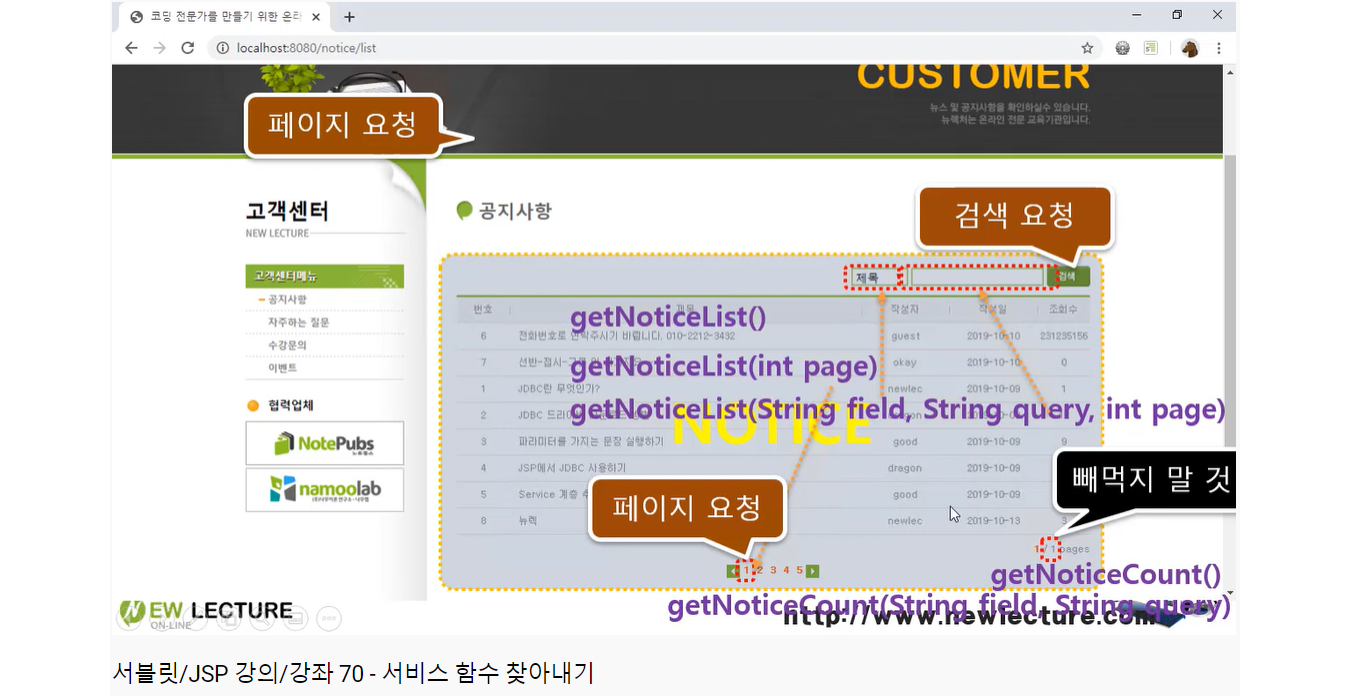 코딩 전문가를 만들기 위한 온라
localhost:8080/notice/list
CUSTOMER
뉴스 및 공지사항을 확인하실수 있습니다.
뉴렉처는 온라인 전문 교육기관입니다.
페이지 요청
고객센터
NEW LECTURE
공지사항
검색 요청
고객센터메뉴
공지사항
자주하는 질문
수강문의
이벤트
협력업체
NotePubs
namoolab
제목 검색
번호 제목 작성자 작성일 조회수
getNoticeList()
6 전화번호로 연락주시기 바랍니다. 010-2212-3432 guest 2019-10-10 231235156
7 선반-접시- okay 2019-10-10 0
getNoticeList(int page)
1 JDBC란 무엇인가? newlec 2019-10-09 1
2 JDBC
getNoticeList(String field, String query, int page)
NOTICE
3 파라미터를 가지는 문장 실행하기 good 2019-10-09 9
4 JSP에서 JDBC 사용하기 dragon 2019-10-09
5 Service 계층 good 2019-10-09
8 뉴렉 newlec 2019-10-13 3
페이지 요청
빼먹지 말 것
1 / 1 pages
1 2 3 4 5
getNoticeCount()
getNoticeCount(String field, String query)
NEW LECTURE
ON-LINE
http://www.newlecture.com
서블릿/JSP 강의/강좌 70 - 서비스 함수 찾아내기